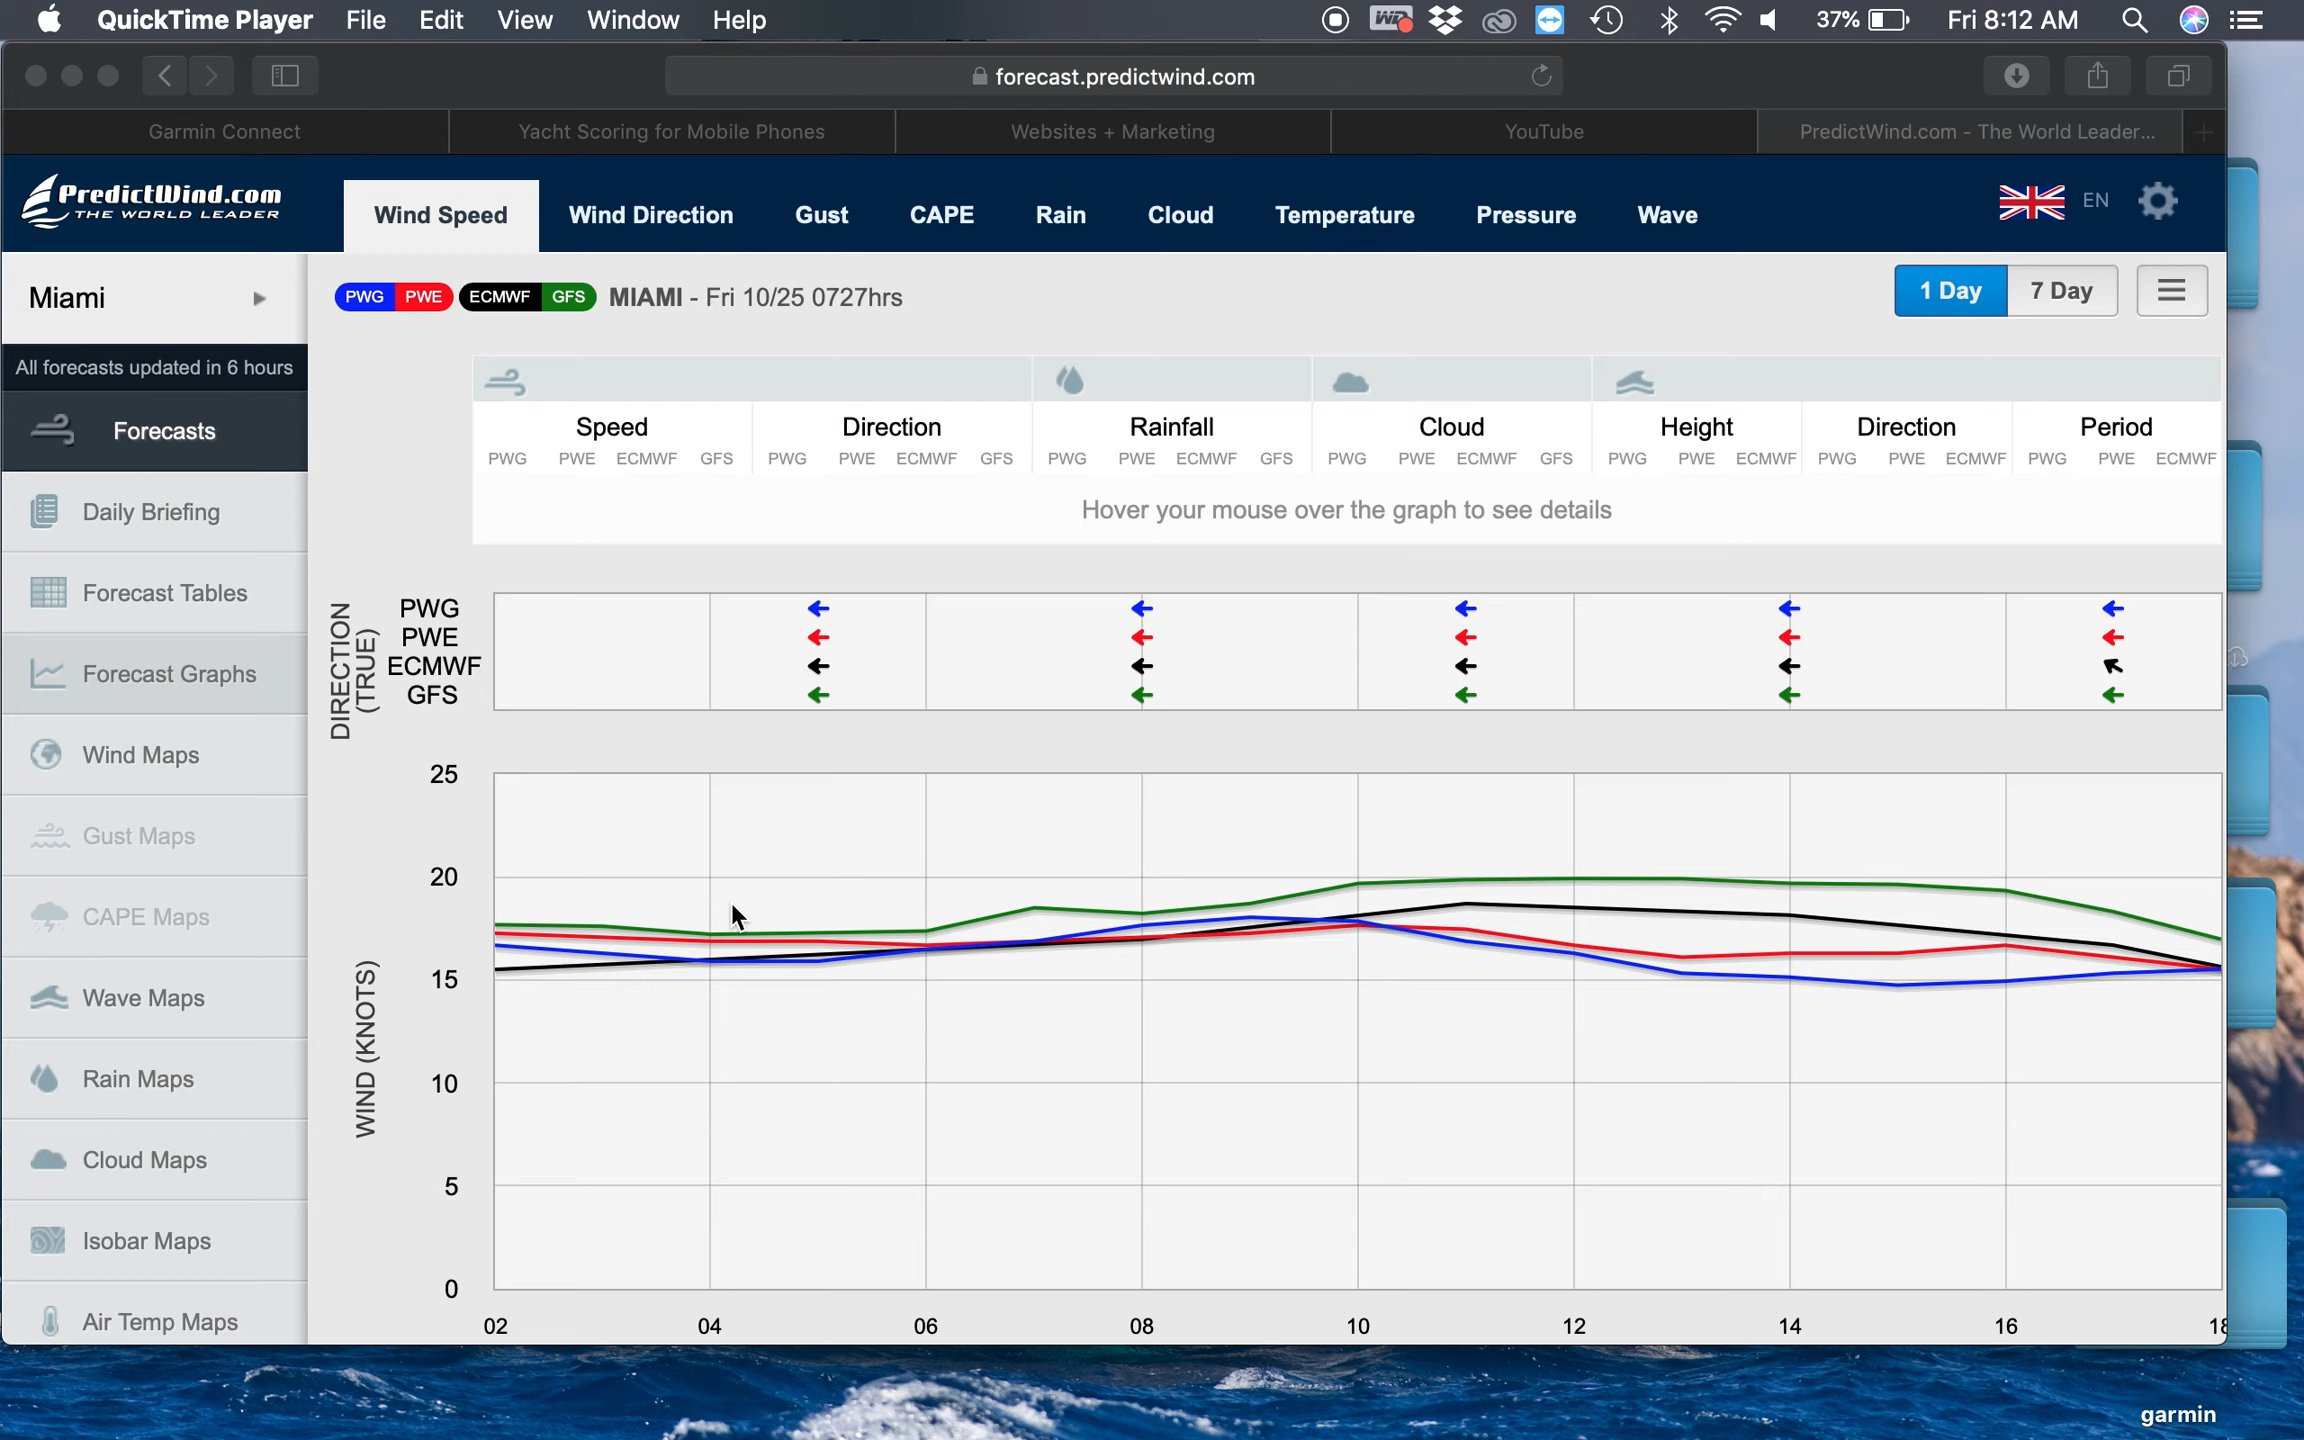 QuickTime Player File Edit View Window Help 37% Fri 8:12 AM
forecast.predictwind.com
Garmin Connect Yacht Scoring for Mobile Phones Websites + Marketing YouTube PredictWind.com - The World Leader...
PredictWind.com
THE WORLD LEADER
Wind Speed Wind Direction Gust CAPE Rain Cloud Temperature Pressure Wave EN
Miami
All forecasts updated in 6 hours
Forecasts
Daily Briefing
Forecast Tables
Forecast Graphs
Wind Maps
Gust Maps
CAPE Maps
Wave Maps
Rain Maps
Cloud Maps
Isobar Maps
Air Temp Maps
PWG PWE ECMWF GFS MIAMI - Fri 10/25 0727hrs 1 Day 7 Day
Speed Direction Rainfall Cloud Height Direction Period
PWG PWE ECMWF GFS PWG PWE ECMWF GFS PWG PWE ECMWF GFS PWG PWE ECMWF GFS PWG PWE ECMWF PWG PWE ECMWF PWG PWE ECMWF
Hover your mouse over the graph to see details
DIRECTION
(TRUE)
PWG
PWE
ECMWF
GFS
WIND (KNOTS)
25
20
15
10
5
0
02 04 06 08 10 12 14 16 18
garmin